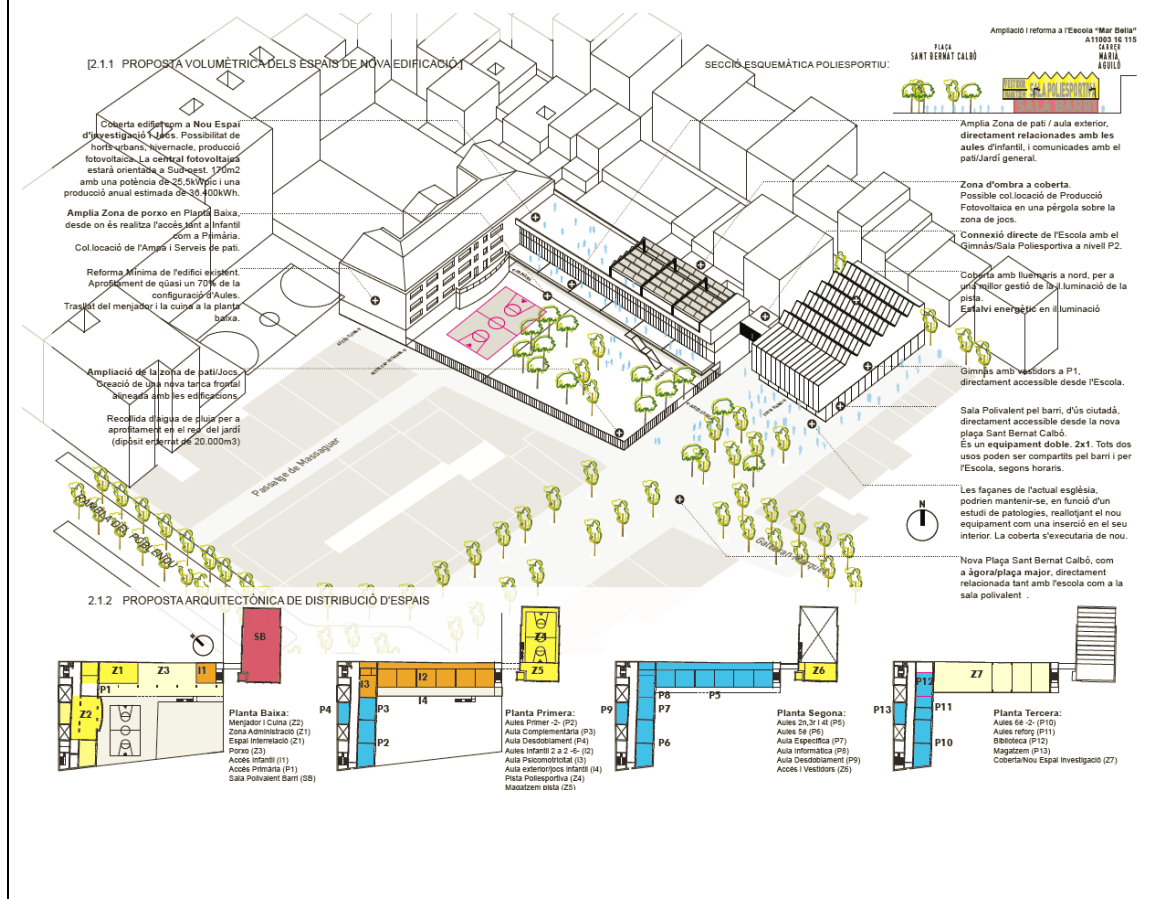 Ampliació i reforma a l'Escola "Mar Bella"
A11003 16 115
[2.1.1 PROPOSTA VOLUMÈTRICA DELS ESPAIS DE NOVA EDIFICACIÓ]
SECCIÓ ESQUEMÀTICA POLIESPORTIU:
PLAÇA
SANT BERNAT CALBÓ
CARRER
MARIÀ
AGUILÓ
SALA POLIESPORTIVA
SALA BARRI
Coberta edifici com a Nou Espai
d'investigació i Jocs. Possibilitat de
horts urbans, hivernacle, producció
fotovoltaica. La central fotovoltaica
estarà orientada a Sud-oest. 170m2
amb una potència de 25,5kWpic i una
producció anual estimada de 36.400kWh.
Amplia Zona de porxo en Planta Baixa,
desde on és realitza l'accés tant a Infantil
com a Primària.
Col.locació de l'Ampa i Serveis de pati.
Reforma Mínima de l'edifici existent.
Aprofitament de qüasi un 70% de la
configuració d'Aules.
Trasllat del menjador i la cuina a la planta
baixa.
Ampliació de la zona de pati/Jocs.
Creació de una nova tanca frontal
alineada amb les edificacions.
Recollida d'aigua de pluja per a
aprofitament en el reg del jardí
(dipòsit enterrat de 20.000m3)
Amplia Zona de pati / aula exterior,
directament relacionades amb les
aules d'infantil, i comunicades amb el
pati/Jardí general.
Zona d'ombra a coberta.
Possible col.locació de Producció
Fotovoltaica en una pérgola sobre la
zona de jocs.
Connexió directe de l'Escola amb el
Gimnàs/Sala Poliesportiva a nivell P2.
Coberta amb lluernaris a nord, per a
una millor gestió de la il.luminació de la
pista.
Estalvi energètic en il·luminació
Gimnàs amb vestidors a P1,
directament accessible desde l'Escola.
Sala Polivalent pel barri, d'ús ciutadà,
directament accessible desde la nova
plaça Sant Bernat Calbó.
És un equipament doble. 2x1. Tots dos
usos poden ser compartits pel barri i per
l'Escola, segons horaris.
Les façanes de l'actual església,
podrien mantenir-se, en funció d'un
estudi de patologies, reallotjant el nou
equipament com una inserció en el seu
interior. La coberta s'executaria de nou.
Nova Plaça Sant Bernat Calbó, com
a àgora/plaça major, directament
relacionada tant amb l'escola com a la
sala polivalent .
N
Passatge de Massaguer
RAMBLA DEL POBLENOU
2.1.2 PROPOSTA ARQUITECTÒNICA DE DISTRIBUCIÓ D'ESPAIS
SB
Z1
Z3
I1
P1
Z2
Planta Baixa:
Menjador i Cuina (Z2)
Zona Administració (Z1)
Espai Interrelació (Z1)
Porxo (Z3)
Accés Infantil (I1)
Accés Primària (P1)
Sala Polivalent Barri (SB)
Z4
Z5
I3
I2
I4
P4
P3
P2
Planta Primera:
Aules Primer -2- (P2)
Aula Complementària (P3)
Aula Desdoblament (P4)
Aules Infantil 2 a 2 -6- (I2)
Aula Psicomotricitat (I3)
Aula exterior/jocs Infantil (I4)
Pista Poliesportiva (Z4)
Magatzem pista (Z5)
Z6
P8
P5
P9
P7
P6
Planta Segona:
Aules 2n,3r i 4t (P5)
Aules 5è (P6)
Aula Específica (P7)
Aula Informàtica (P8)
Aula Desdoblament (P9)
Accés i Vestidors (Z6)
P12
Z7
P13
P11
P10
Planta Tercera:
Aules 6è -2- (P10)
Aules reforç (P11)
Biblioteca (P12)
Magatzem (P13)
Coberta/Nou Espai Investigació (Z7)